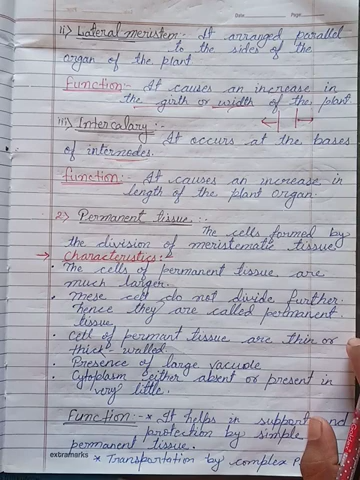 Date Page
ii) Lateral meristem :- It arranged parallel
to the sides of the
organ of the plant.
function:- It causes an increase in
the girth or width of the plant
iii) Intercalary :-
It occurs at the bases
of internodes.
function:- It causes an increase in
length of the plant organ.
2) Permanent tissue :-
The cells formed by
the division of meristematic tissue
→ Characteristics :-
• The cells of permanent tissue are
much larger.
• These cell do not divide further
hence they are called permanent
tissue
• Cell of permant tissue are thin or
thick-walled
• Presence of large vacuole
• Cytoplasm either absent or present in
very little.
Function :- * It helps in support and
protection by simple
permanent tissue.
extramarks * Transportation by complex